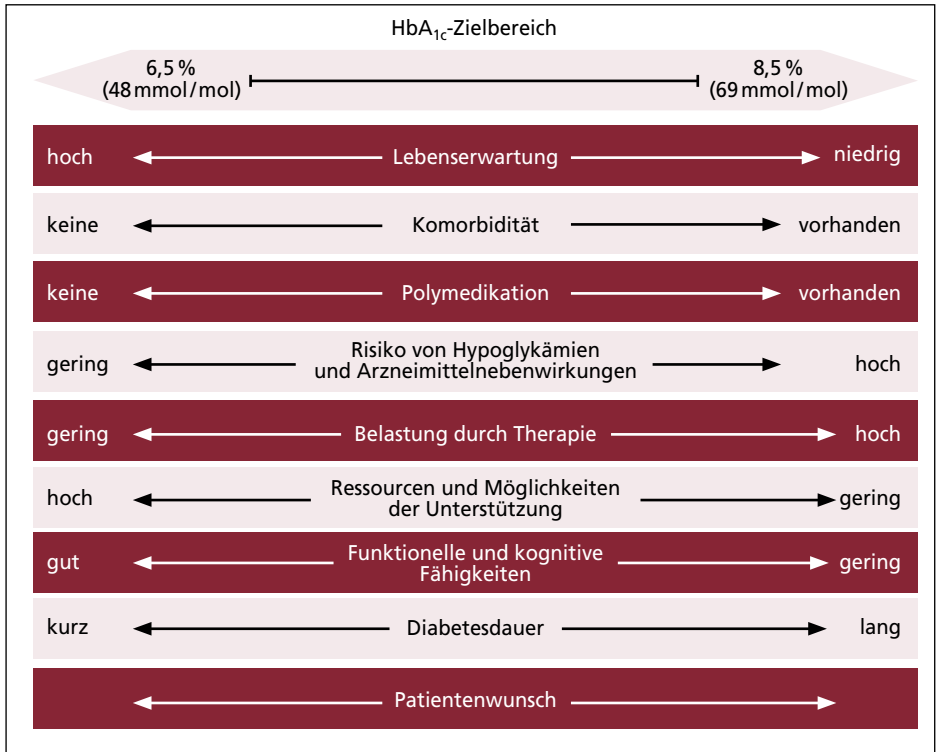 HbA1c-Zielbereich
6,5 % 8,5 %
(48 mmol/mol) (69 mmol/mol)
hoch Lebenserwartung niedrig
keine Komorbidität vorhanden
keine Polymedikation vorhanden
Risiko von Hypoglykämien
gering und Arzneimittelnebenwirkungen hoch
gering Belastung durch Therapie hoch
Ressourcen und Möglichkeiten
hoch der Unterstützung gering
Funktionelle und kognitive
gut Fähigkeiten gering
kurz Diabetesdauer lang
Patientenwunsch